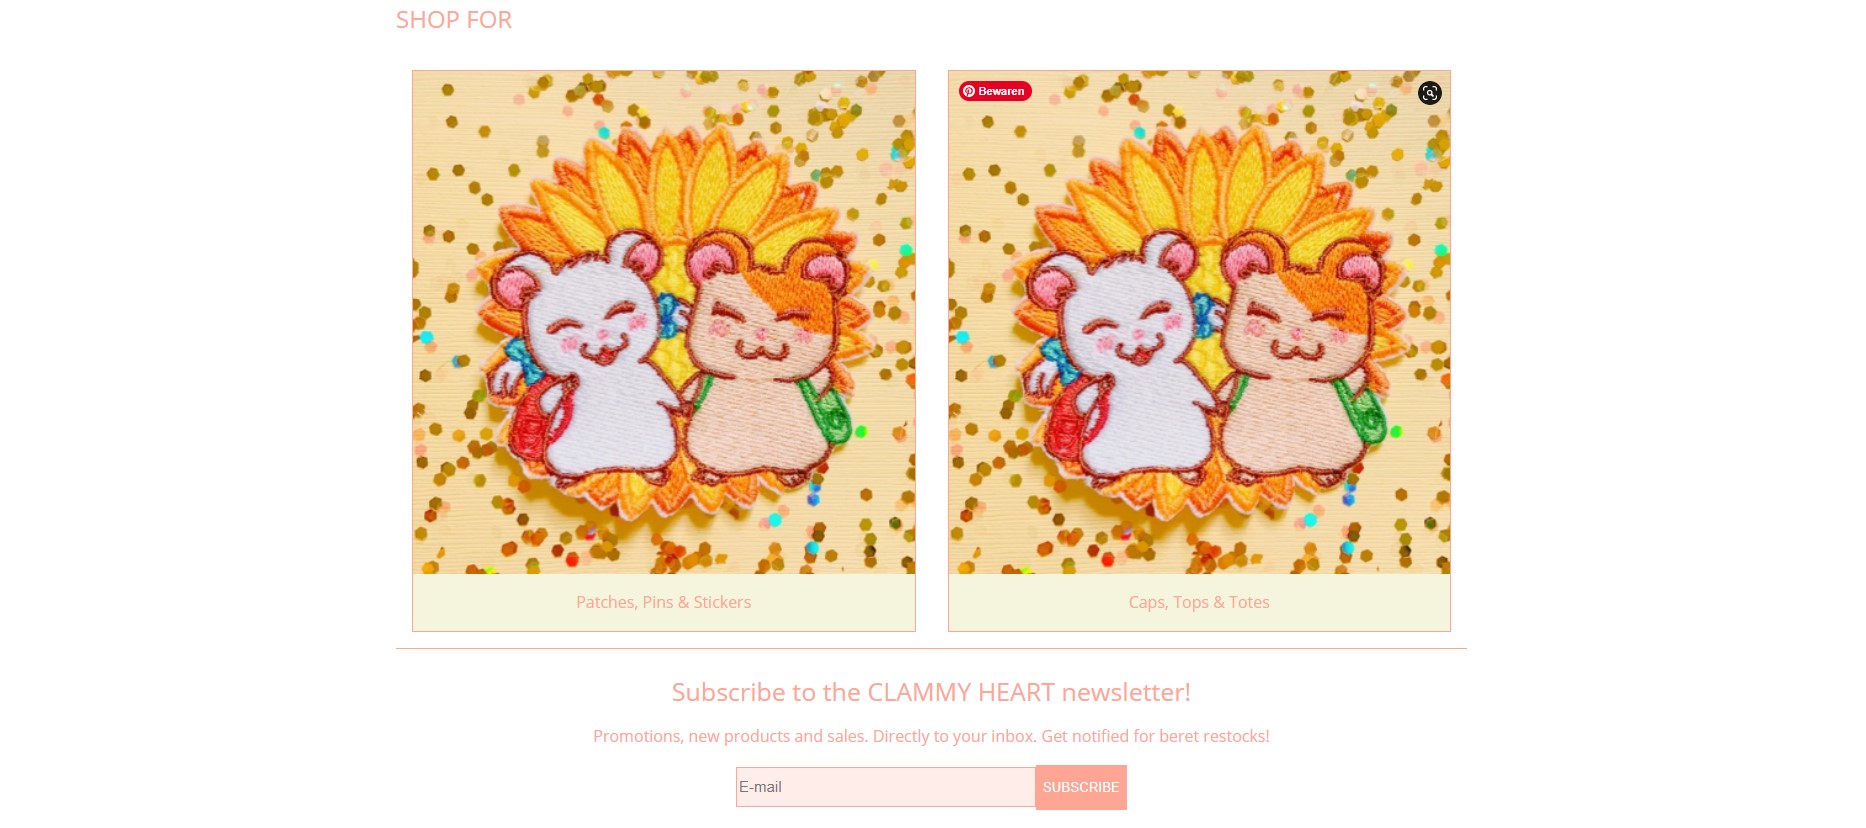 SHOP FOR
Bewaren
Patches, Pins & Stickers
Caps, Tops & Totes
Subscribe to the CLAMMY HEART newsletter!
Promotions, new products and sales. Directly to your inbox. Get notified for beret restocks!
E-mail
SUBSCRIBE